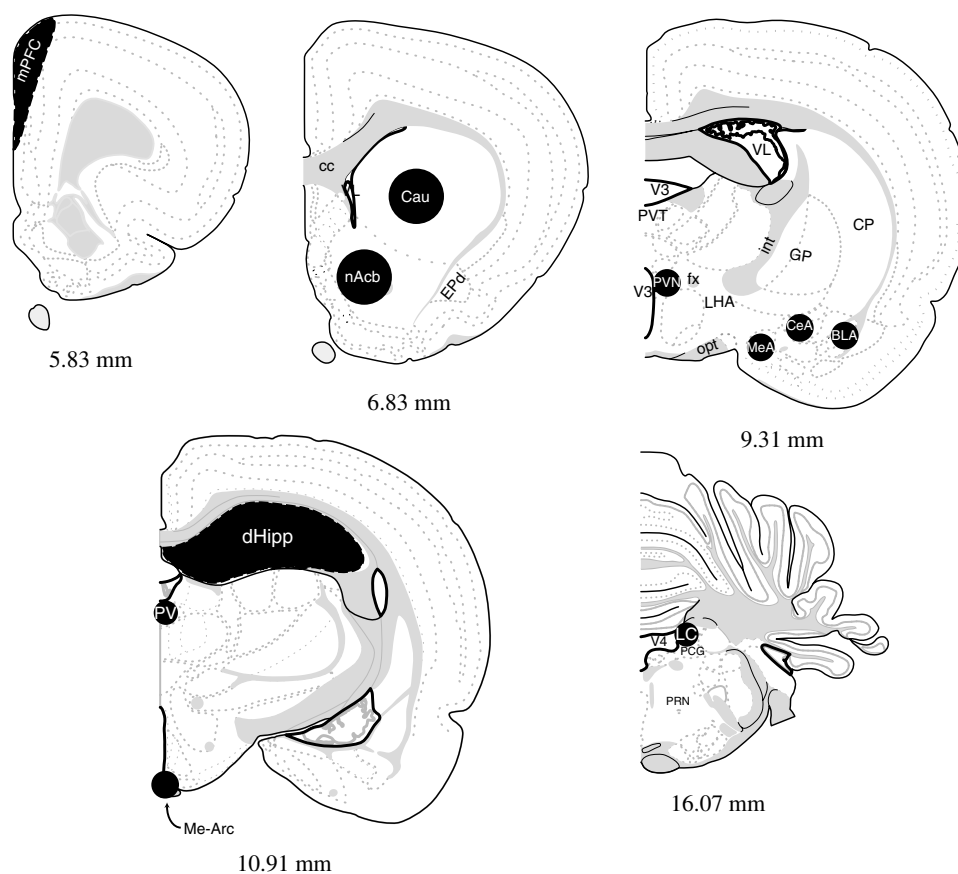 mPFC
5.83 mm
cc
Cau
nAcb
EPd
6.83 mm
VL
V3
PVT
int
GP
CP
V3
PVN
fx
LHA
CeA
opt
MeA
BLA
9.31 mm
dHipp
PV
Me-Arc
10.91 mm
LC
V4
PCG
PRN
16.07 mm